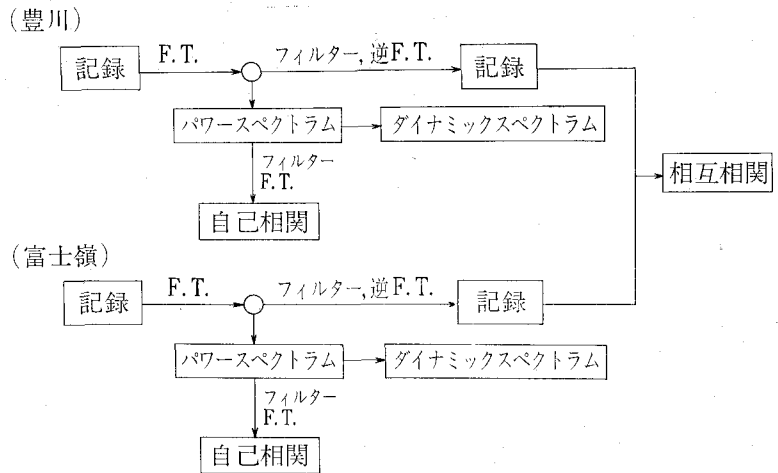 (豊川)
記録 F.T. フィルター,逆F.T. 記録
パワースペクトラム ダイナミックスペクトラム
フィルター
F.T.
相互相関
自己相関
(富士嶺)
記録 F.T. フィルター,逆F.T. 記録
パワースペクトラム ダイナミックスペクトラム
フィルター
F.T.
自己相関